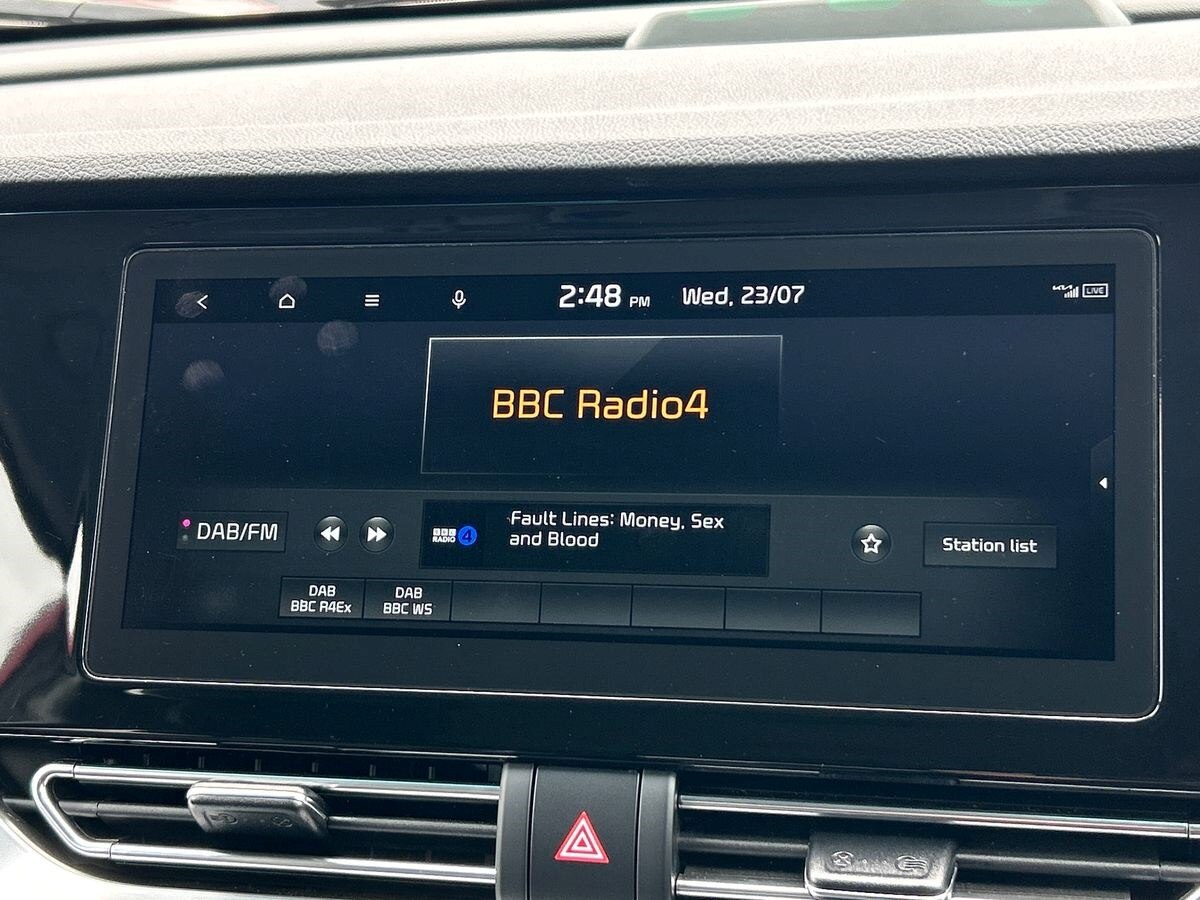 2:48 PM Wed, 23/07
LIVE
BBC Radio4
DAB/FM
BBC
RADIO 4
Fault Lines: Money, Sex
and Blood
Station list
DAB
BBC R4Ex
DAB
BBC WS